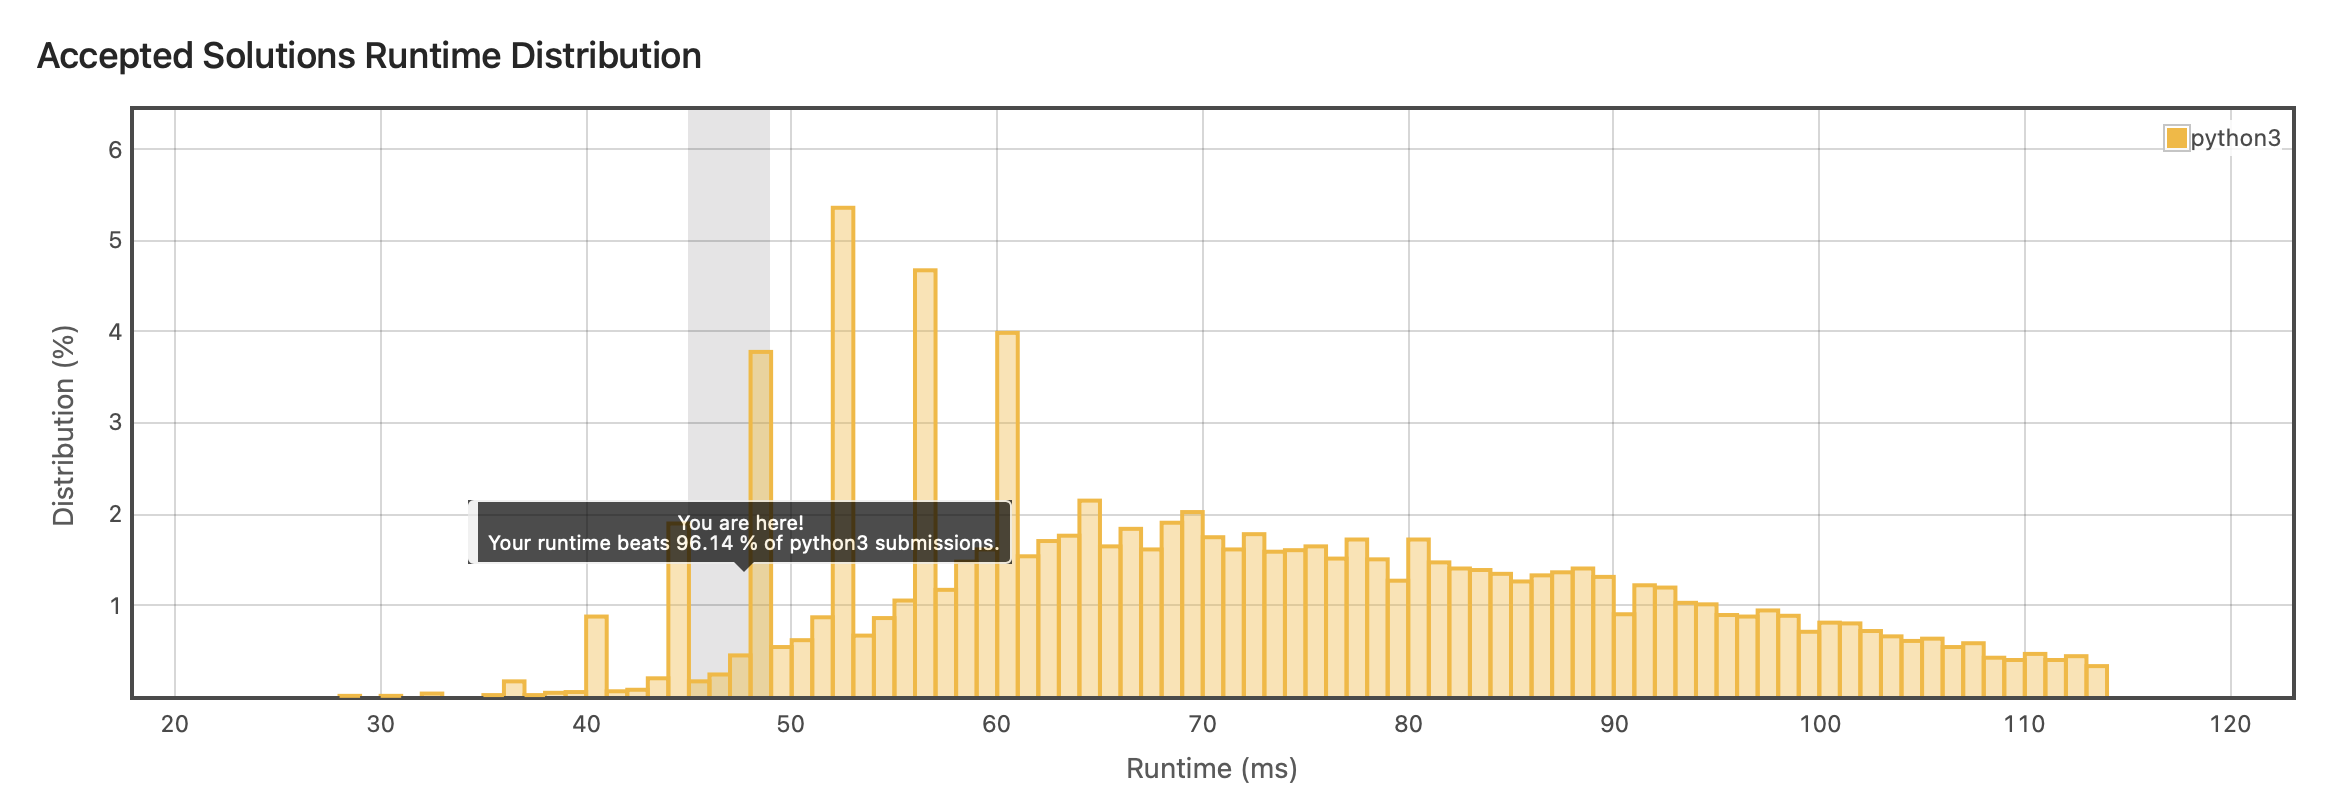 Accepted Solutions Runtime Distribution
python3
6
5
4
3
2
1
Distribution (%)
You are here!
Your runtime beats 96.14 % of python3 submissions.
20 30 40 50 60 70 80 90 100 110 120
Runtime (ms)